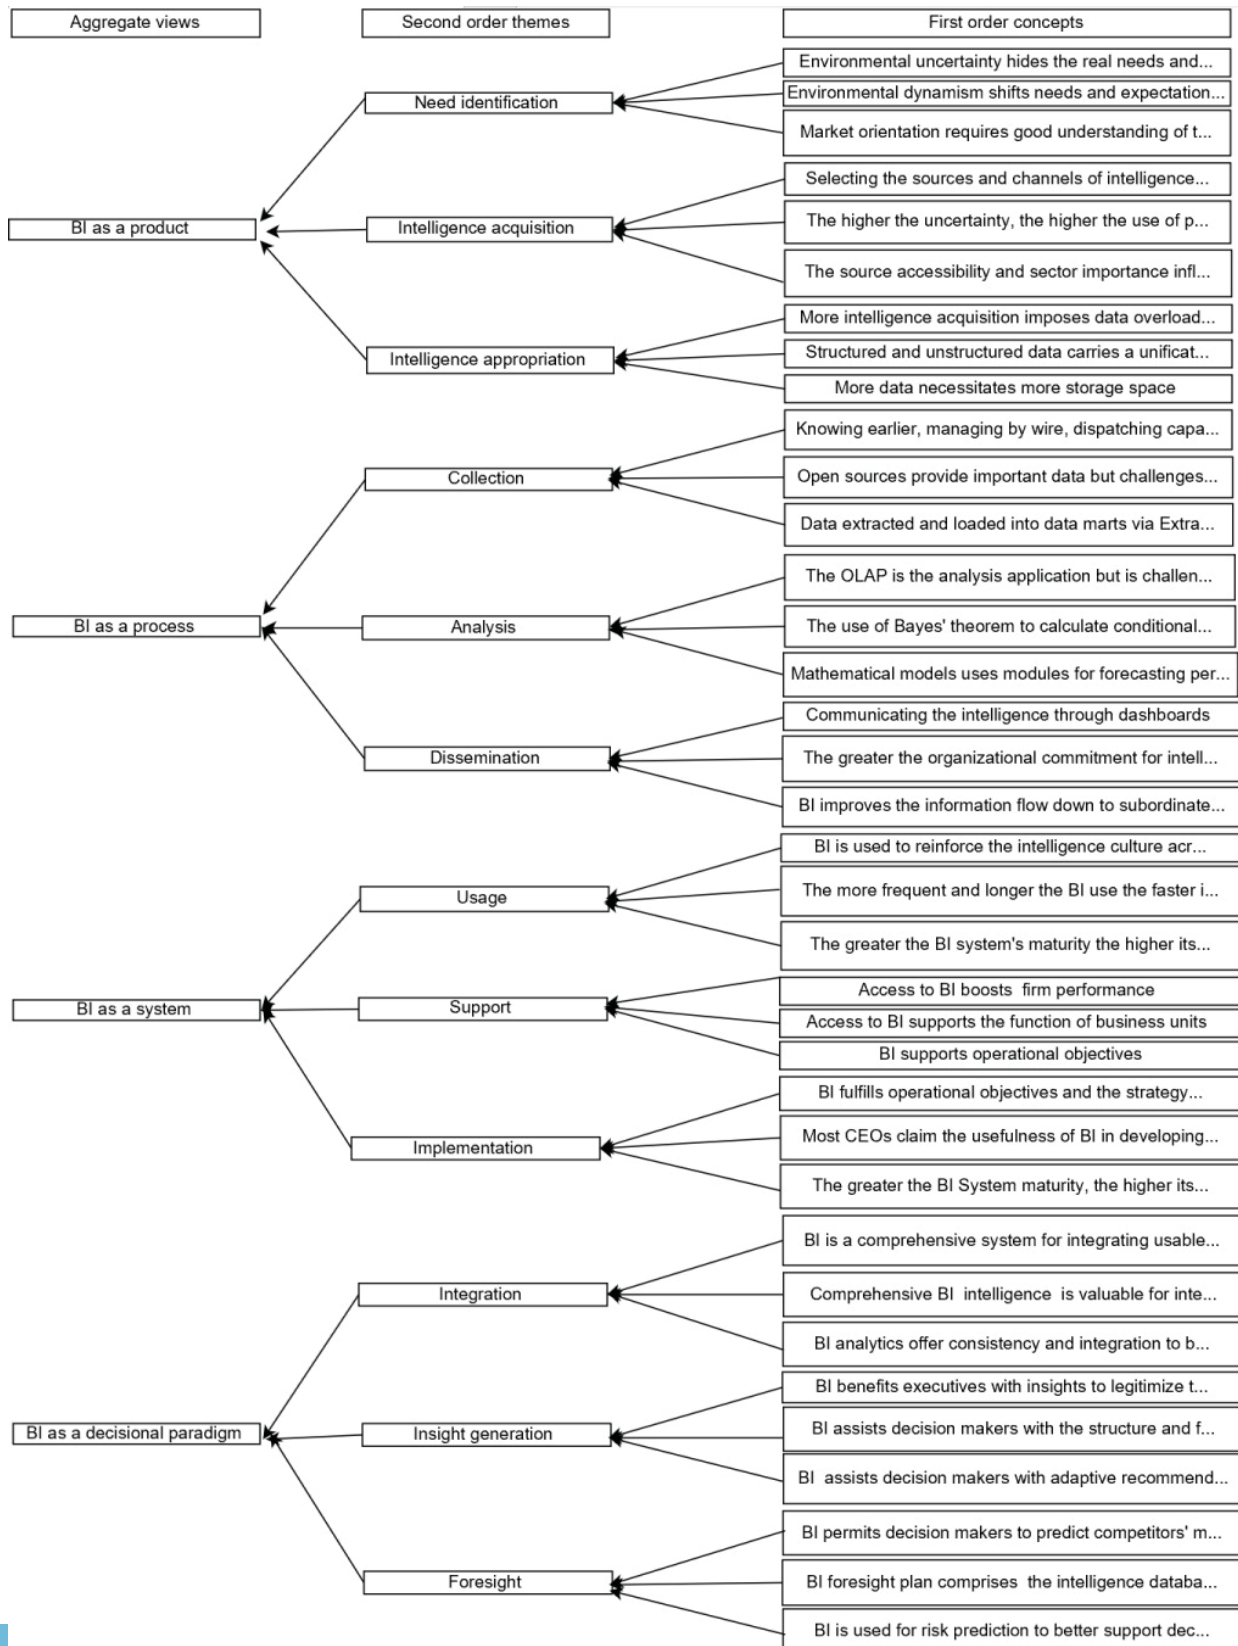 Aggregate views
Second order themes
First order concepts
Environmental uncertainty hides the real needs and...
Need identification
Environmental dynamism shifts needs and expectation...
Market orientation requires good understanding of t...
Selecting the sources and channels of intelligence...
BI as a product
Intelligence acquisition
The higher the uncertainty, the higher the use of p...
The source accessibility and sector importance infl...
More intelligence acquisition imposes data overload...
Intelligence appropriation
Structured and unstructured data carries a unificat...
More data necessitates more storage space
Knowing earlier, managing by wire, dispatching capa...
Collection
Open sources provide important data but challenges...
Data extracted and loaded into data marts via Extra...
The OLAP is the analysis application but is challen...
BI as a process
Analysis
The use of Bayes' theorem to calculate conditional...
Mathematical models uses modules for forecasting per...
Communicating the intelligence through dashboards
Dissemination
The greater the organizational commitment for intell...
BI improves the information flow down to subordinate...
BI is used to reinforce the intelligence culture acr...
Usage
The more frequent and longer the BI use the faster i...
The greater the BI system's maturity the higher its...
Access to BI boosts  firm performance
BI as a system
Support
Access to BI supports the function of business units
BI supports operational objectives
BI fulfills operational objectives and the strategy...
Implementation
Most CEOs claim the usefulness of BI in developing...
The greater the BI System maturity, the higher its...
BI is a comprehensive system for integrating usable...
Integration
Comprehensive BI  intelligence  is valuable for inte...
BI analytics offer consistency and integration to b...
BI benefits executives with insights to legitimize t...
BI as a decisional paradigm
Insight generation
BI assists decision makers with the structure and f...
BI  assists decision makers with adaptive recommend...
BI permits decision makers to predict competitors' m...
Foresight
BI foresight plan comprises  the intelligence databa...
BI is used for risk prediction to better support dec...